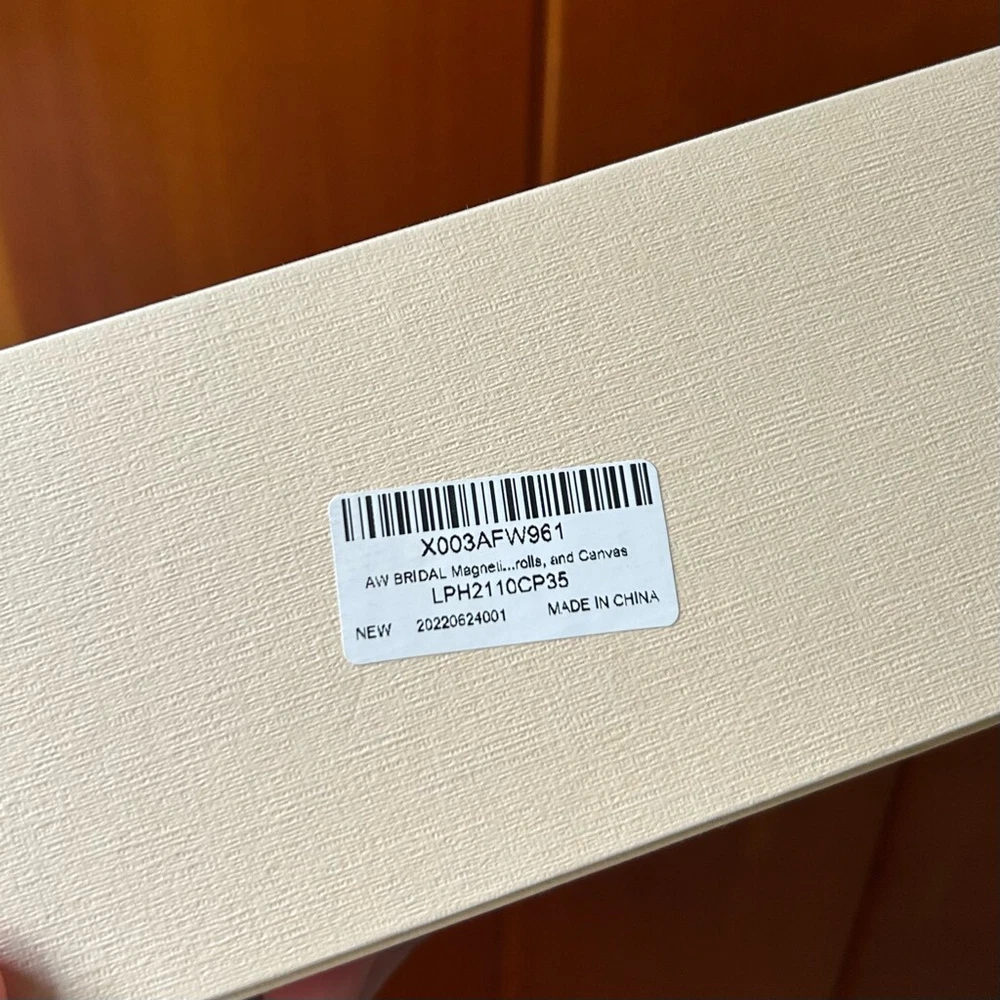 X003AFW961
AW BRIDAL Magneti...rolls, and Canvas
LPH2110CP35
NEW 20220624001 MADE IN CHINA